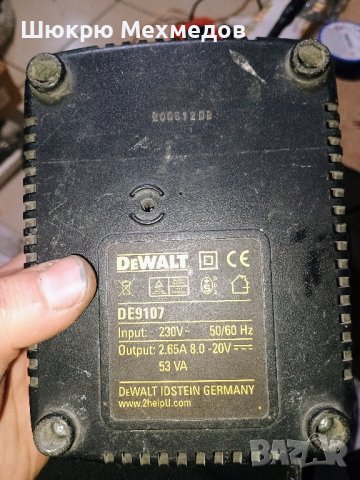 Шюкрю Мехмедов
DEWALT CE
DE9107
Input: 230V~ 50/60 Hz
Output: 2.65A 8.0 -20V
53 VA
DEWALT IDSTEIN GERMANY
www.2helpU.com
BAZAR